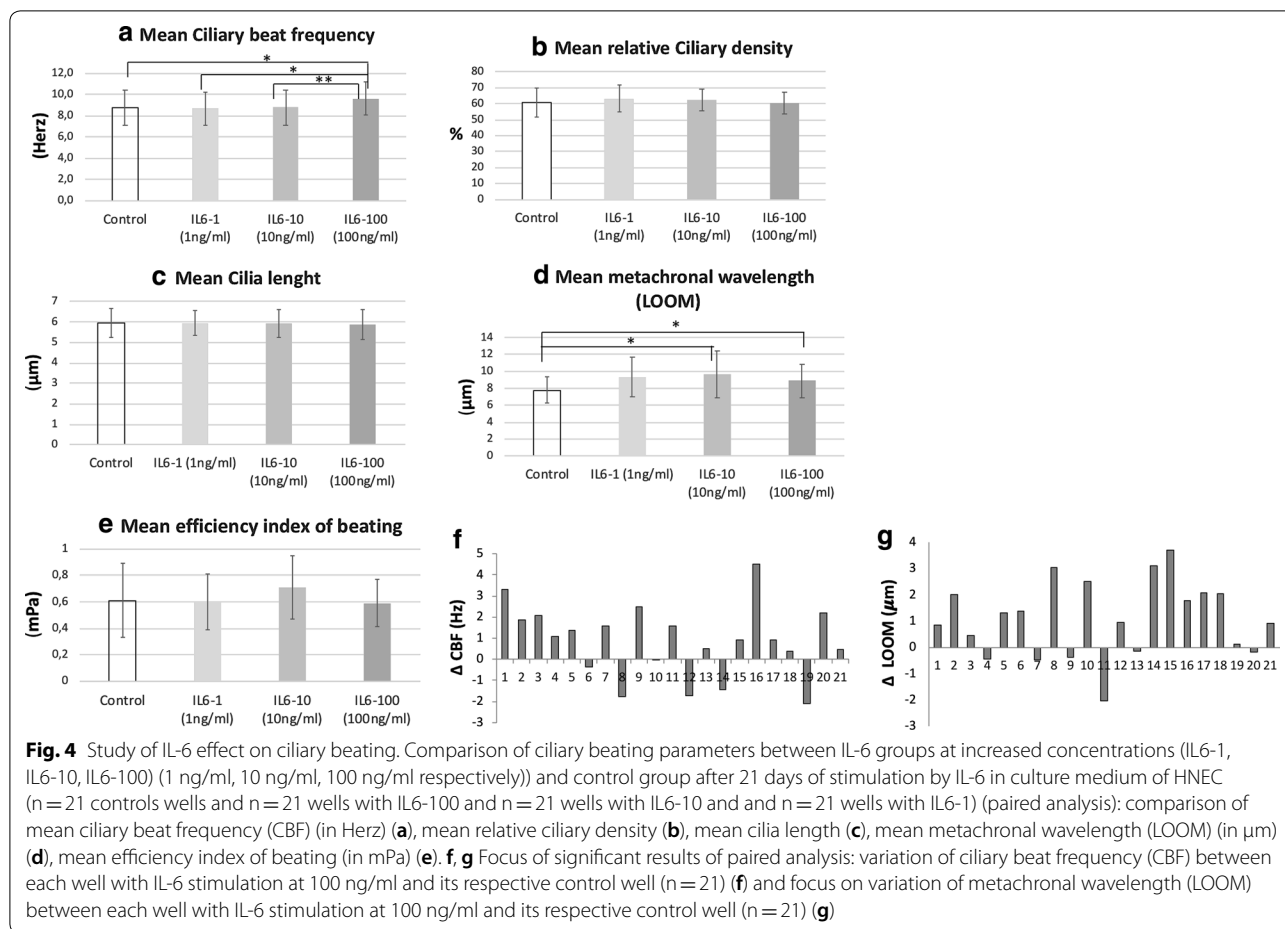 a Mean Ciliary beat frequency
*
*
**
(Herz)
12,0
10,0
8,0
6,0
4,0
2,0
0,0
Control
IL6-1
(1ng/ml)
IL6-10
(10ng/ml)
IL6-100
(100ng/ml)
b Mean relative Ciliary density
%
80
70
60
50
40
30
20
10
0
Control
IL6-1
(1ng/ml)
IL6-10
(10ng/ml)
IL6-100
(100ng/ml)
c Mean Cilia lenght
(µm)
7
6
5
4
3
2
1
0
Control
IL6-1 (1ng/ml)
IL6-10
(10ng/ml)
IL6-100
(100ng/ml)
d Mean metachronal wavelength
(LOOM)
*
*
(µm)
14
12
10
8
6
4
2
0
Control
IL6-1 (1ng/ml)
IL6-10
(10ng/ml)
IL6-100
(100ng/ml)
e Mean efficiency index of beating
(mPa)
1
0,8
0,6
0,4
0,2
0
Control
IL6-1
(1ng/ml)
IL6-10
(10ng/ml)
IL6-100
(100ng/ml)
f
Δ CBF (Hz)
5
4
3
2
1
0
-1
-2
-3
1 2 3 4 5 6 7 8 9 10 11 12 13 14 15 16 17 18 19 20 21
g
Δ LOOM (µm)
4
3
2
1
0
-1
-2
-3
1 2 3 4 5 6 7 8 9 10 11 12 13 14 15 16 17 18 19 20 21
Fig. 4 Study of IL-6 effect on ciliary beating. Comparison of ciliary beating parameters between IL-6 groups at increased concentrations (IL6-1,
IL6-10, IL6-100) (1 ng/ml, 10 ng/ml, 100 ng/ml respectively)) and control group after 21 days of stimulation by IL-6 in culture medium of HNEC
(n = 21 controls wells and n = 21 wells with IL6-100 and n = 21 wells with IL6-10 and and n = 21 wells with IL6-1) (paired analysis): comparison of
mean ciliary beat frequency (CBF) (in Herz) (a), mean relative ciliary density (b), mean cilia length (c), mean metachronal wavelength (LOOM) (in µm)
(d), mean efficiency index of beating (in mPa) (e). f, g Focus of significant results of paired analysis: variation of ciliary beat frequency (CBF) between
each well with IL-6 stimulation at 100 ng/ml and its respective control well (n = 21) (f) and focus on variation of metachronal wavelength (LOOM)
between each well with IL-6 stimulation at 100 ng/ml and its respective control well (n = 21) (g)